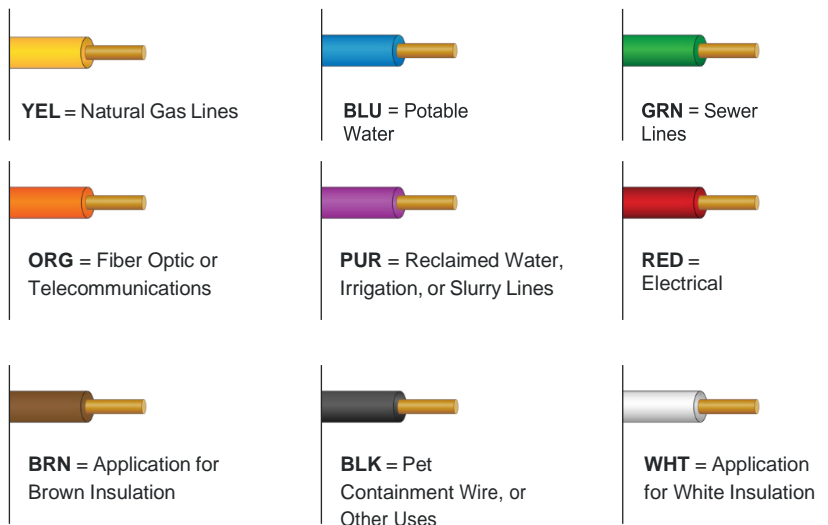 YEL = Natural Gas Lines
BLU = Potable
Water
GRN = Sewer
Lines
ORG = Fiber Optic or
Telecommunications
PUR = Reclaimed Water,
Irrigation, or Slurry Lines
RED =
Electrical
BRN = Application for
Brown Insulation
BLK = Pet
Containment Wire, or
Other Uses
WHT = Application
for White Insulation